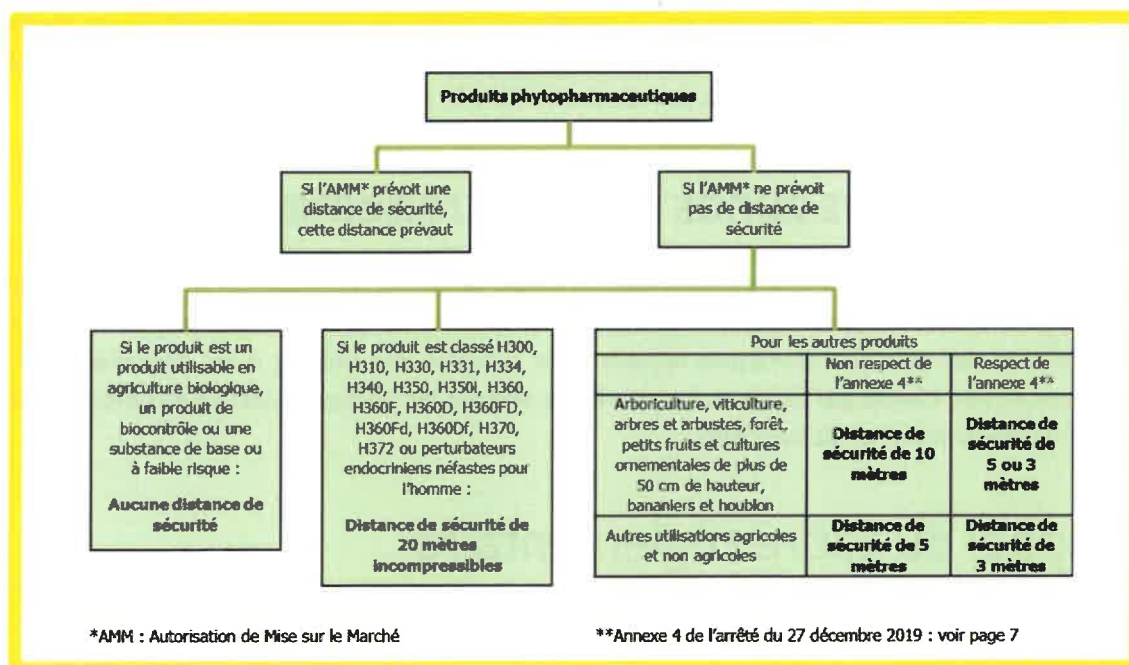 Produits phytopharmaceutiques
Si l'AMM* prévoit une
distance de sécurité,
cette distance prévaut
Si l'AMM* ne prévoit
pas de distance de
sécurité
Si le produit est un
produit utilisable en
agriculture biologique,
un produit de
biocontrôle ou une
substance de base ou
à faible risque :
Aucune distance de
sécurité
Si le produit est classé H300,
H310, H330, H331, H334,
H340, H350, H350i, H360,
H360F, H360D, H360FD,
H360Fd, H360Df, H370,
H372 ou perturbateurs
endocriniens néfastes pour
l'homme :
Distance de sécurité de
20 mètres
incompressibles
Pour les autres produits
Non respect de
l'annexe 4**
Respect de
l'annexe 4**
Arboriculture, viticulture,
arbres et arbustes, forêt,
petits fruits et cultures
ornementales de plus de
50 cm de hauteur,
bananiers et houblon
Distance de
sécurité de 10
mètres
Distance de
sécurité de
5 ou 3
mètres
Autres utilisations agricoles
et non agricoles
Distance de
sécurité de 5
mètres
Distance de
sécurité de
3 mètres
*AMM : Autorisation de Mise sur le Marché
**Annexe 4 de l'arrêté du 27 décembre 2019 : voir page 7